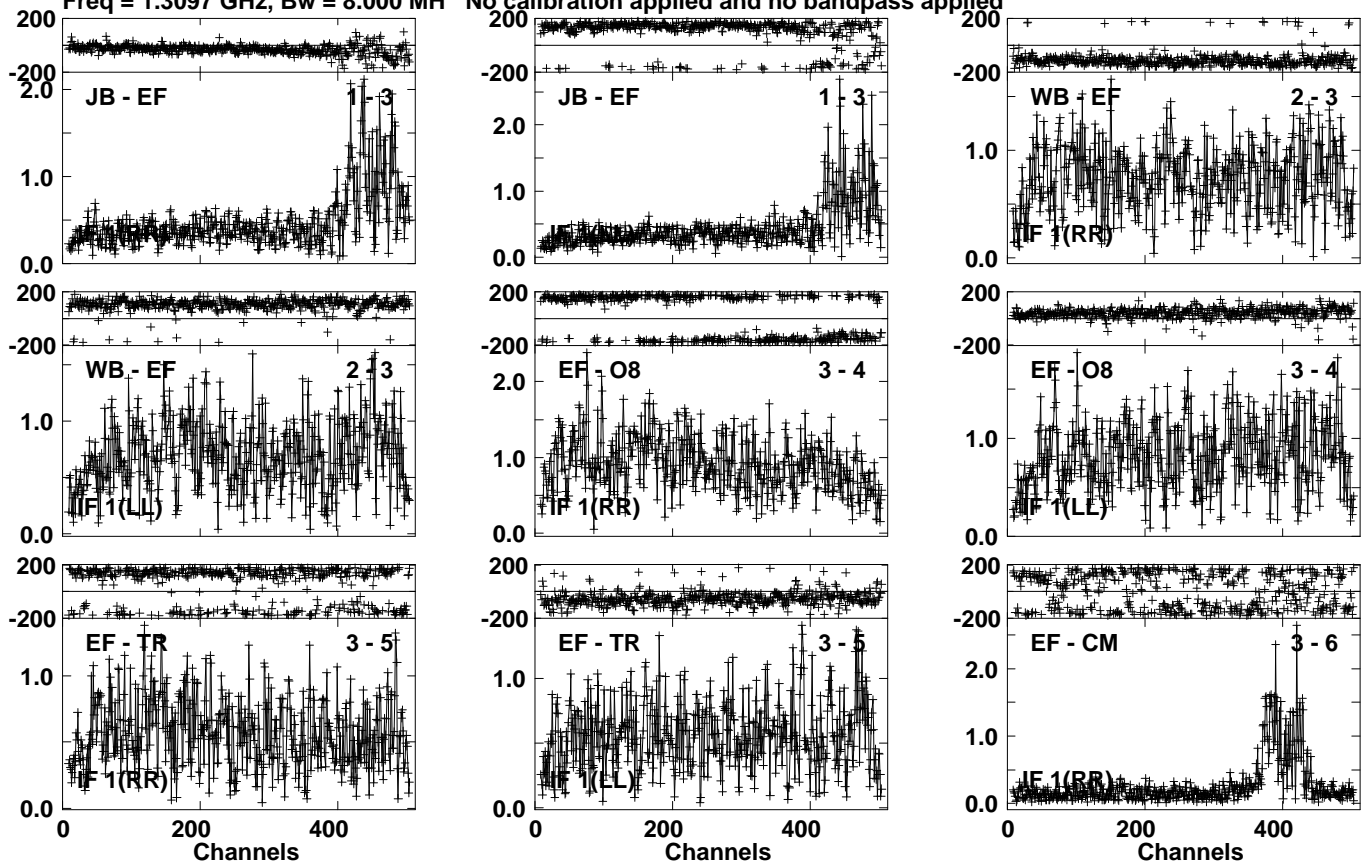 Freq = 1.3097 GHz, Bw = 8.000 MH No calibration applied and no bandpass applied
200
-200
2.0
1.0
0.0
JB - EF 1 - 3
IF 1(RR)
2.0
1.0
0.0
JB - EF 1 - 3
IF 1(LL)
200
-200
1.0
0.0
WB - EF 2 - 3
IF 1(RR)
200
-200
1.0
0.0
WB - EF 2 - 3
IF 1(LL)
2.0
1.0
0.0
EF - O8 3 - 4
IF 1(RR)
200
-200
1.0
0.0
EF - O8 3 - 4
IF 1(LL)
200
-200
1.0
0.0
EF - TR 3 - 5
IF 1(RR)
0 200 400
Channels
200
-200
1.0
0.0
EF - TR 3 - 5
IF 1(LL)
0 200 400
Channels
200
-200
2.0
1.0
0.0
EF - CM 3 - 6
IF 1(RR)
0 200 400
Channels